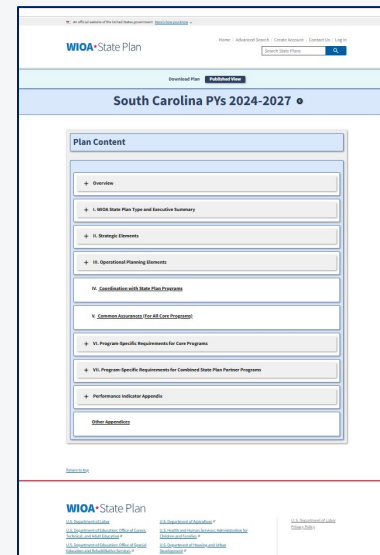 An official website of the United States government Here's how you know
Home Advanced Search Create Account Contact Us Log in
WIOA State Plan
Search State Plans
Download Plan Published View
South Carolina PYs 2024-2027
Plan Content
+ Overview
+ I. WIOA State Plan Type and Executive Summary
+ II. Strategic Elements
+ III. Operational Planning Elements
IV. Coordination with State Plan Programs
V. Common Assurances (For All Core Programs)
+ VI. Program-Specific Requirements for Core Programs
+ VII. Program-Specific Requirements for Combined State Plan Partner Programs
+ Performance Indicator Appendix
Other Appendices
Return to top
WIOA State Plan
U.S. Department of Labor
U.S. Department of Education: Office of Career, Technical, and Adult Education
U.S. Department of Education: Office of Special Education and Rehabilitative Services
U.S. Department of Agriculture
U.S. Health and Human Services: Administration for Children and Families
U.S. Department of Housing and Urban Development
U.S. Department of Labor
Privacy Policy